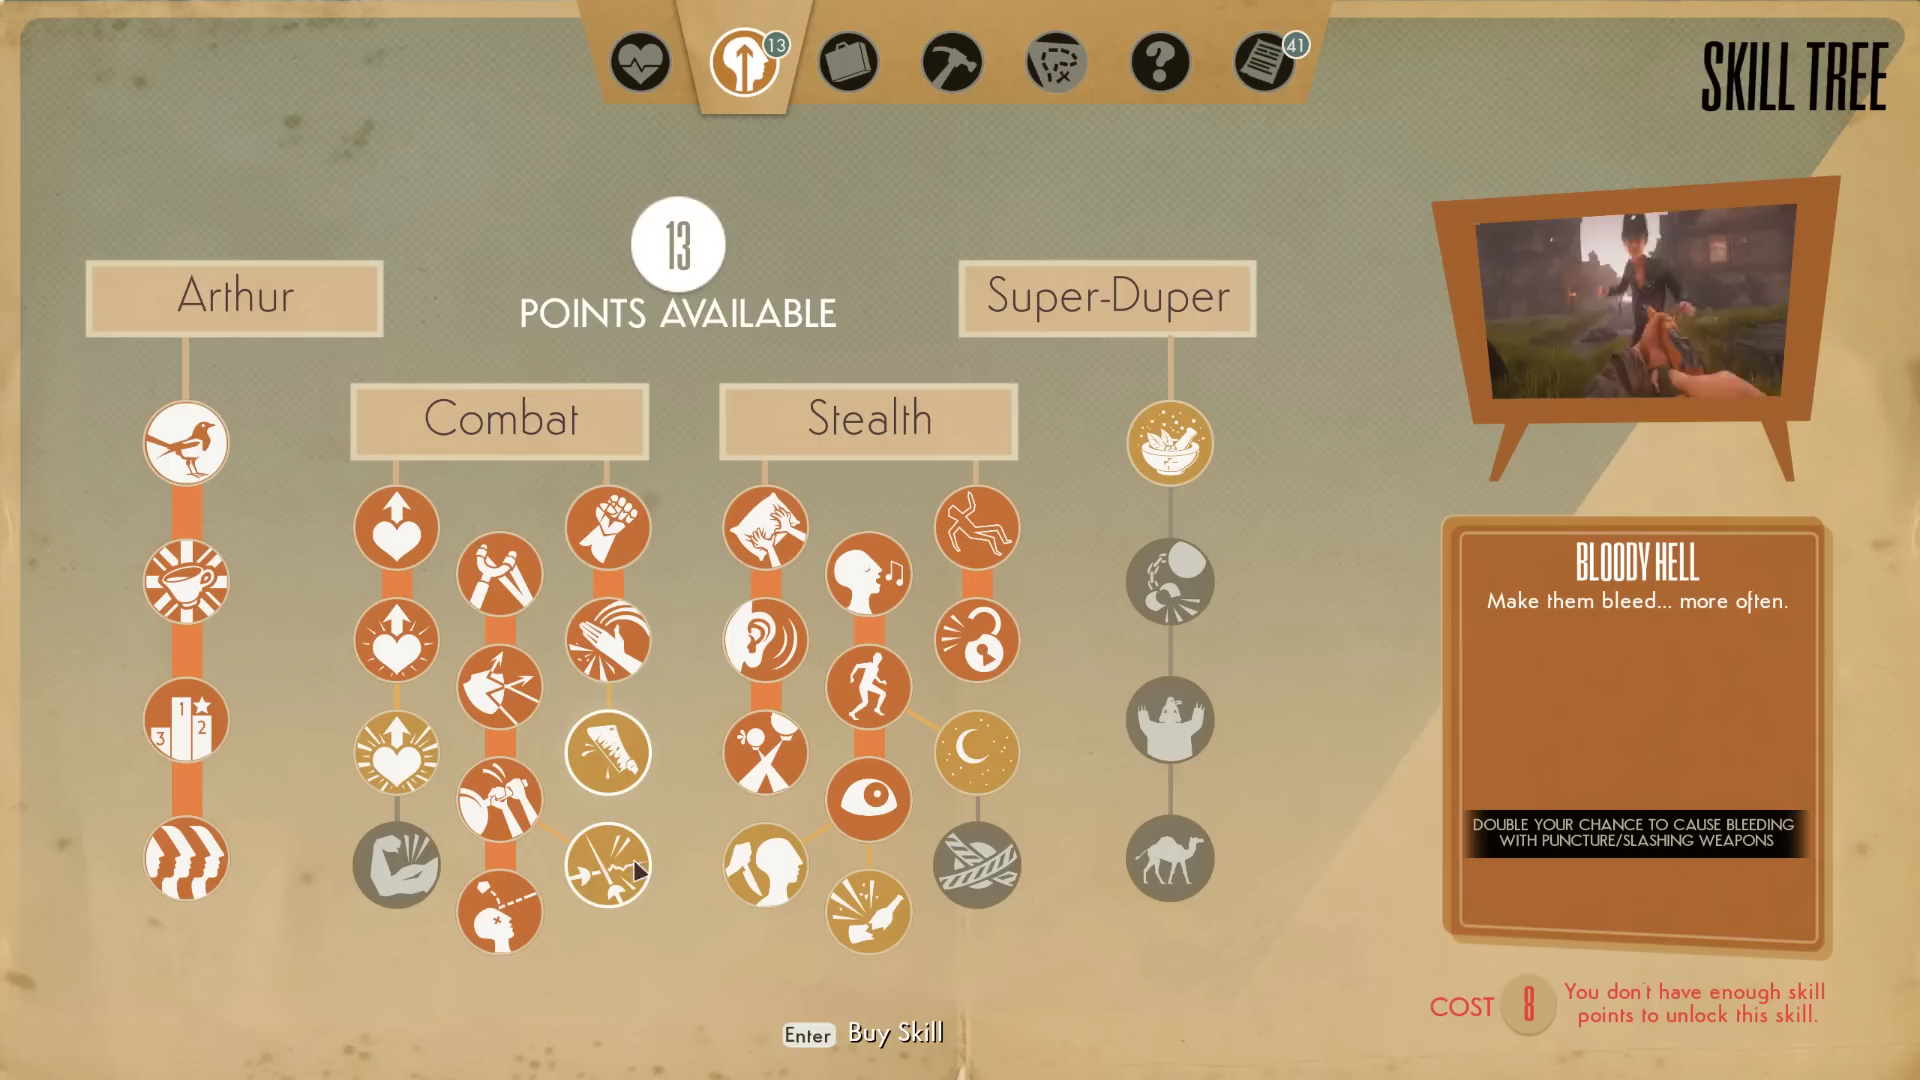 13
41
SKILL TREE
13
POINTS AVAILABLE
Arthur
Super-Duper
Combat
Stealth
1
2
3
BLOODY HELL
Make them bleed... more often.
DOUBLE YOUR CHANCE TO CAUSE BLEEDING
WITH PUNCTURE/SLASHING WEAPONS
COST 8
You don't have enough skill
points to unlock this skill.
Enter Buy Skill